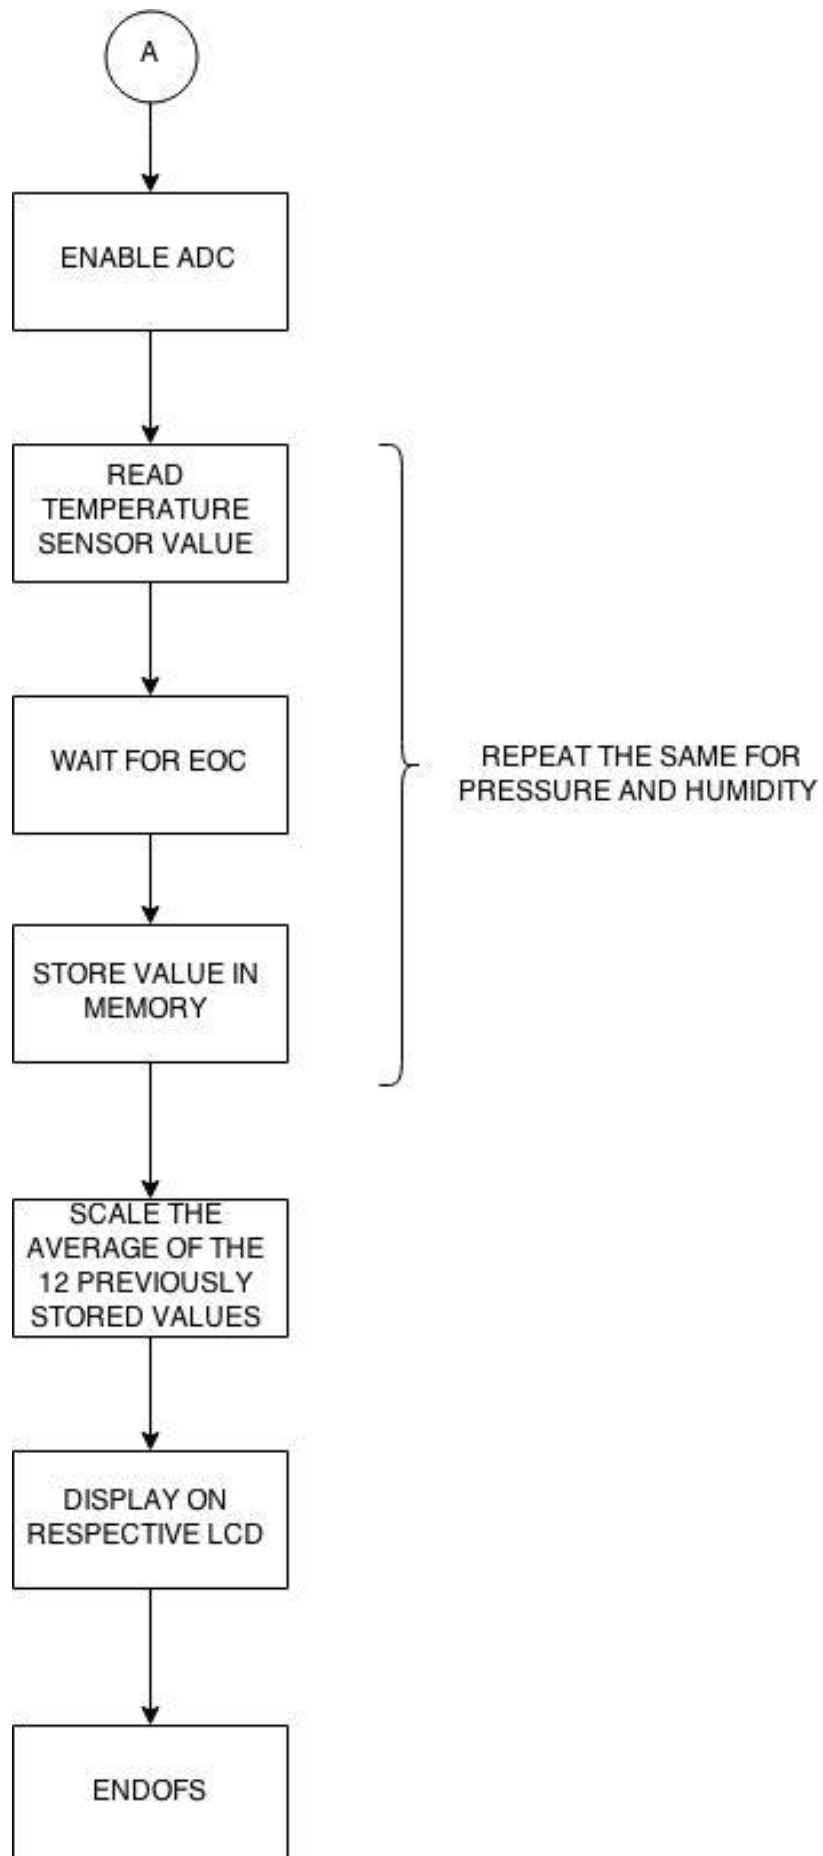 A
ENABLE ADC
READ
TEMPERATURE
SENSOR VALUE
WAIT FOR EOC
REPEAT THE SAME FOR
PRESSURE AND HUMIDITY
STORE VALUE IN
MEMORY
SCALE THE
AVERAGE OF THE
12 PREVIOUSLY
STORED VALUES
DISPLAY ON
RESPECTIVE LCD
ENDOFS